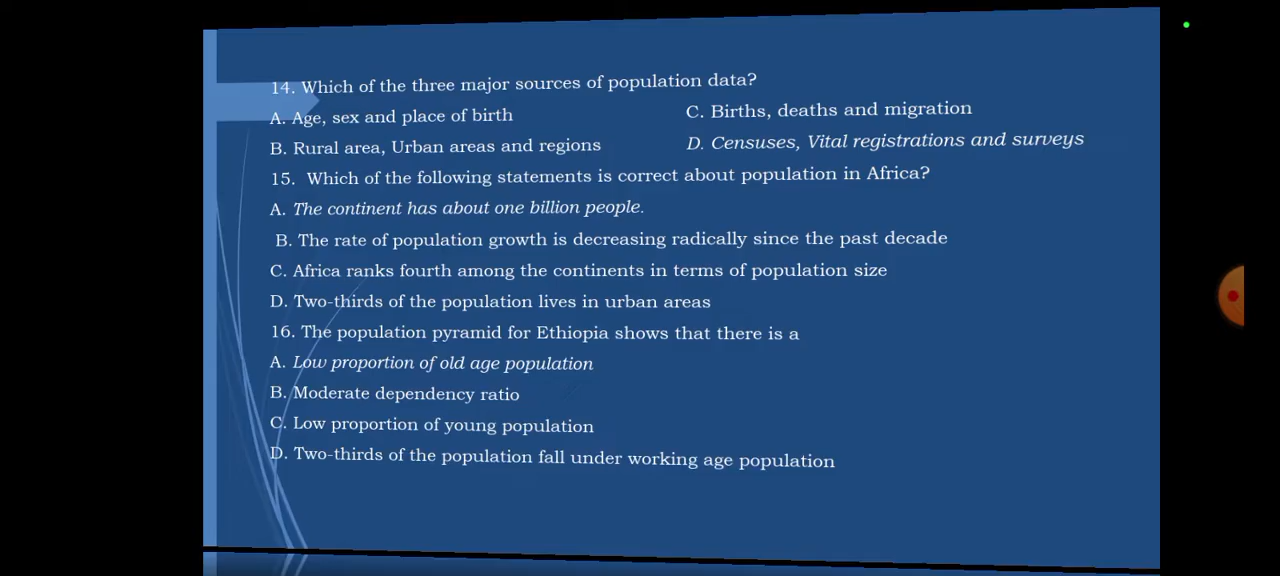 14. Which of the three major sources of population data?
A. Age, sex and place of birth
C. Births, deaths and migration
B. Rural area, Urban areas and regions
D. Censuses, Vital registrations and surveys
15. Which of the following statements is correct about population in Africa?
A. The continent has about one billion people.
B. The rate of population growth is decreasing radically since the past decade
C. Africa ranks fourth among the continents in terms of population size
D. Two-thirds of the population lives in urban areas
16. The population pyramid for Ethiopia shows that there is a
A. Low proportion of old age population
B. Moderate dependency ratio
C. Low proportion of young population
D. Two-thirds of the population fall under working age population